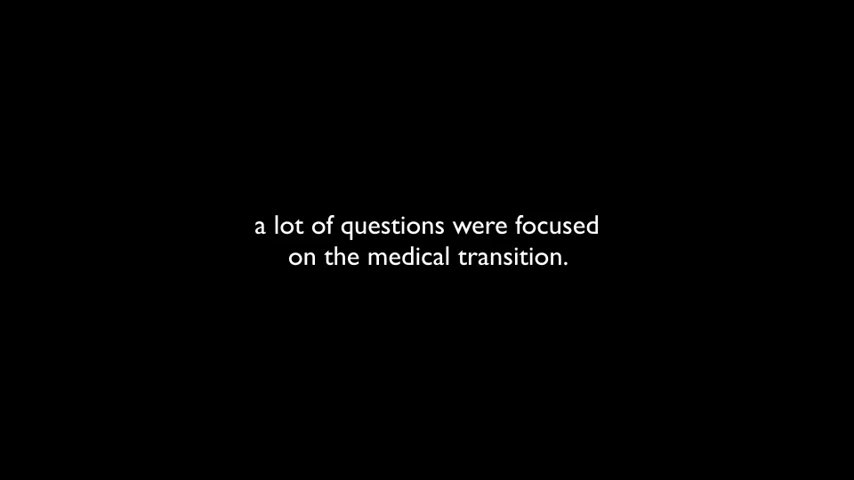 a lot of questions were focused
on the medical transition.